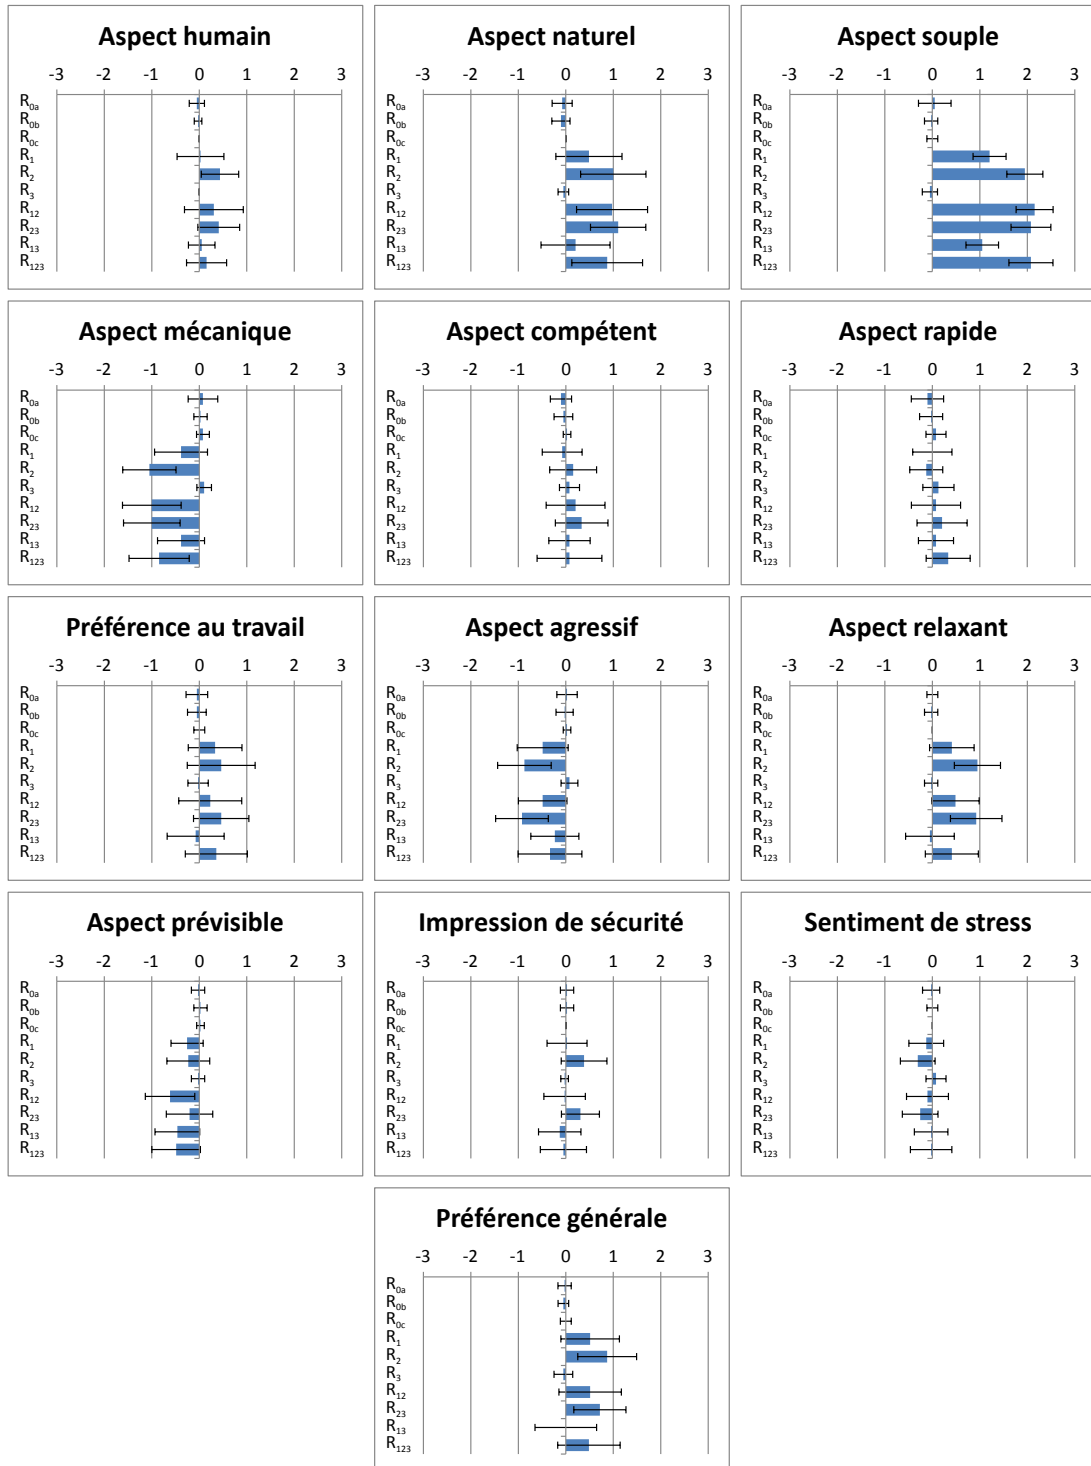 Aspect humain
-3 -2 -1 0 1 2 3
R0a
R0b
R0c
R1
R2
R3
R12
R23
R13
R123
Aspect naturel
-3 -2 -1 0 1 2 3
R0a
R0b
R0c
R1
R2
R3
R12
R23
R13
R123
Aspect souple
-3 -2 -1 0 1 2 3
R0a
R0b
R0c
R1
R2
R3
R12
R23
R13
R123
Aspect mécanique
-3 -2 -1 0 1 2 3
R0a
R0b
R0c
R1
R2
R3
R12
R23
R13
R123
Aspect compétent
-3 -2 -1 0 1 2 3
R0a
R0b
R0c
R1
R2
R3
R12
R23
R13
R123
Aspect rapide
-3 -2 -1 0 1 2 3
R0a
R0b
R0c
R1
R2
R3
R12
R23
R13
R123
Préférence au travail
-3 -2 -1 0 1 2 3
R0a
R0b
R0c
R1
R2
R3
R12
R23
R13
R123
Aspect agressif
-3 -2 -1 0 1 2 3
R0a
R0b
R0c
R1
R2
R3
R12
R23
R13
R123
Aspect relaxant
-3 -2 -1 0 1 2 3
R0a
R0b
R0c
R1
R2
R3
R12
R23
R13
R123
Aspect prévisible
-3 -2 -1 0 1 2 3
R0a
R0b
R0c
R1
R2
R3
R12
R23
R13
R123
Impression de sécurité
-3 -2 -1 0 1 2 3
R0a
R0b
R0c
R1
R2
R3
R12
R23
R13
R123
Sentiment de stress
-3 -2 -1 0 1 2 3
R0a
R0b
R0c
R1
R2
R3
R12
R23
R13
R123
Préférence générale
-3 -2 -1 0 1 2 3
R0a
R0b
R0c
R1
R2
R3
R12
R23
R13
R123